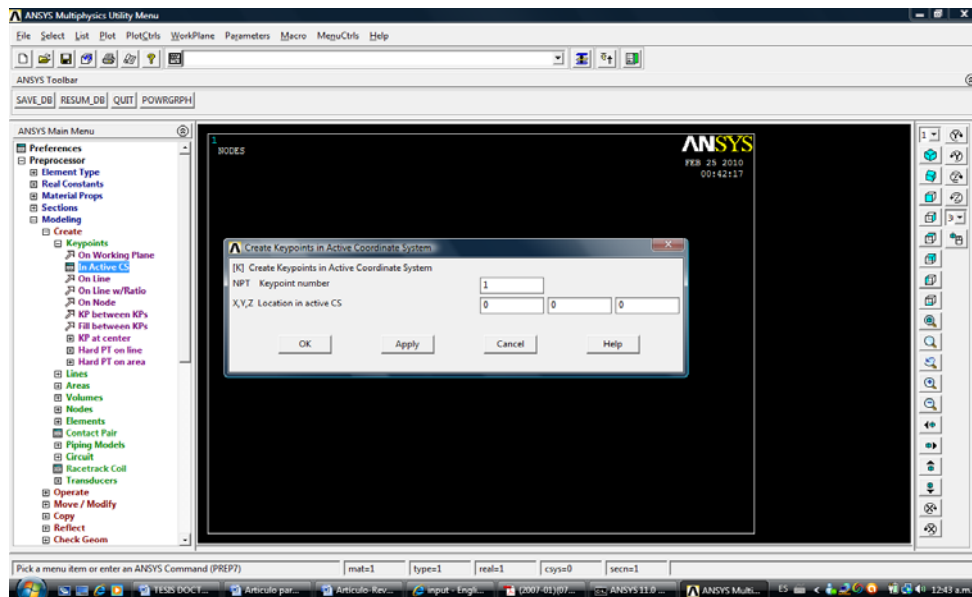 ANSYS Multiphysics Utility Menu
File Select List Plot PlotCtrls WorkPlane Parameters Macro MenuCtrls Help
ANSYS Toolbar
SAVE_DB RESUM_DB QUIT POWRGRPH
ANSYS Main Menu
Preferences
Preprocessor
Element Type
Real Constants
Material Props
Sections
Modeling
Create
Keypoints
On Working Plane
In Active CS
On Line
On Line w/Ratio
On Node
KP between KPs
Fill between KPs
KP at center
Hard PT on line
Hard PT on area
Lines
Areas
Volumes
Nodes
Elements
Contact Pair
Piping Models
Circuit
Racetrack Coil
Transducers
Operate
Move / Modify
Copy
Reflect
Check Geom
1
NODES
ANSYS
FEB 25 2010
00:42:17
Create Keypoints in Active Coordinate System
[K] Create Keypoints in Active Coordinate System
NPT Keypoint number 1
X,Y,Z Location in active CS 0 0 0
OK Apply Cancel Help
1
3
Pick a menu item or enter an ANSYS Command (PREP7) mat=1 type=1 real=1 csys=0 secn=1
TESIS DOCT... Articulo par... Articulo-Rev... input - Engli... (2007-01)(07... ANSYS 11.0 ... ANSYS Multi... ES 12:43 a.m.